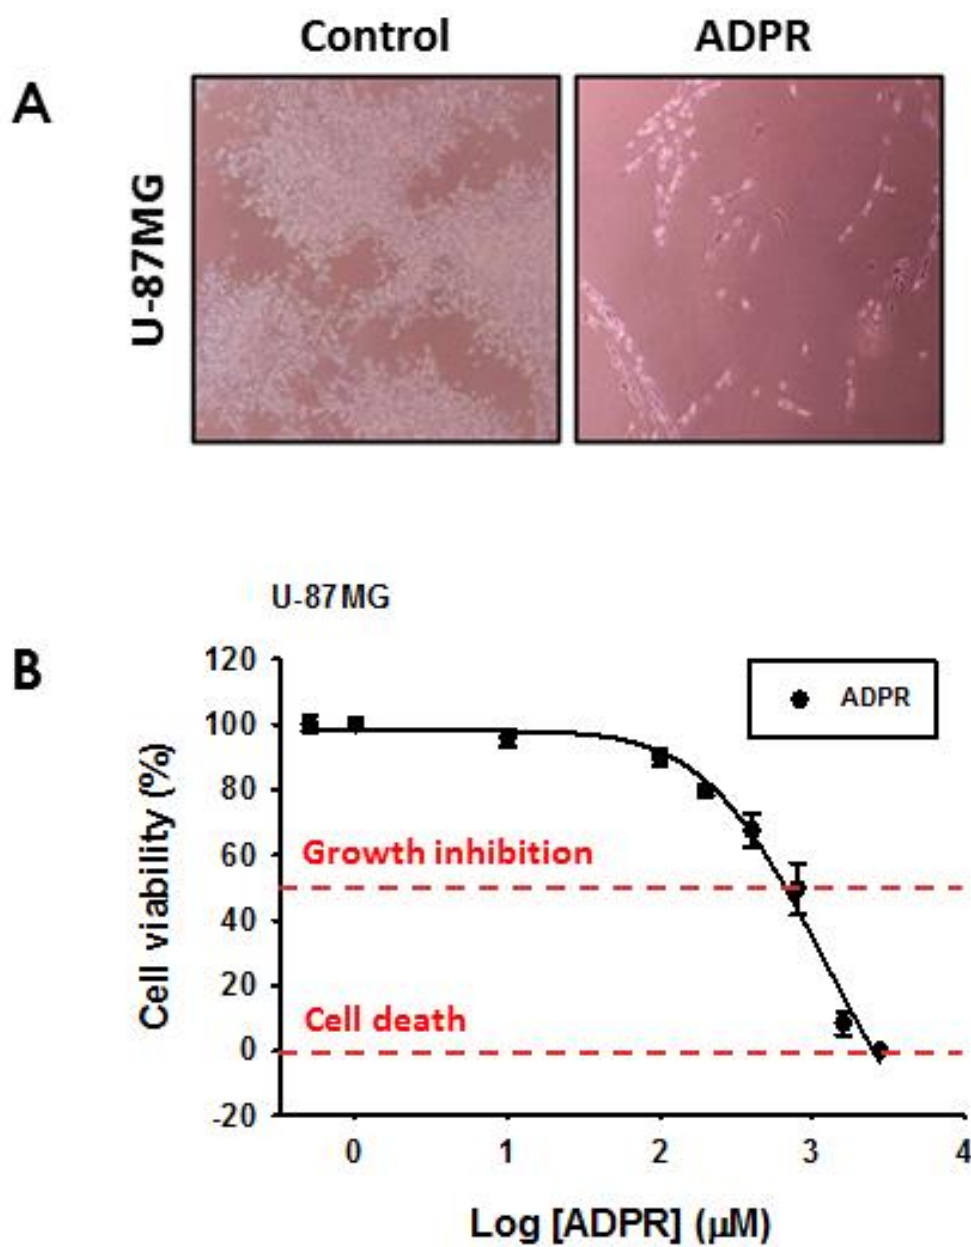 Control
ADPR
A
U-87MG
U-87MG
B
120
100
80
60
40
20
0
-20
Cell viability (%)
ADPR
Growth inhibition
Cell death
0 1 2 3 4
Log [ADPR] (μM)